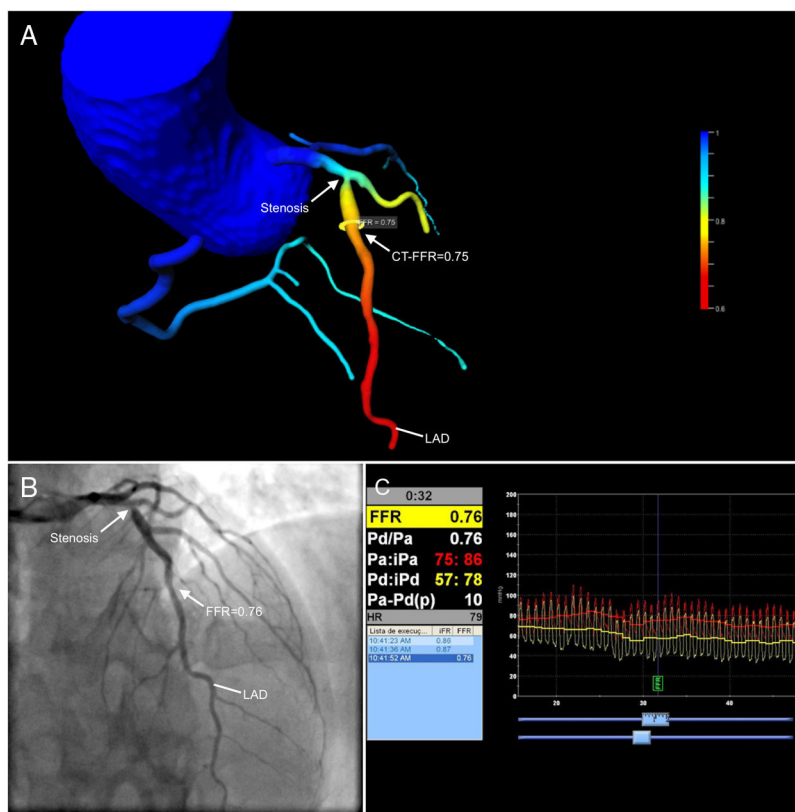 A
Stenosis
FFR = 0.75
CT-FFR=0.75
LAD
1
0.8
0.6
B
Stenosis
FFR=0.76
LAD
C
0:32
FFR 0.76
Pd/Pa 0.76
Pa:iPa 75: 86
Pd:iPd 57: 78
Pa-Pd(p) 10
HR 79
Lista de execuç... iFR FFR
10:41:23 AM 0.86
10:41:36 AM 0.87
10:41:52 AM 0.76
200
180
160
140
120
100
80
60
40
20
0
mmHg
FFR
20
30
40